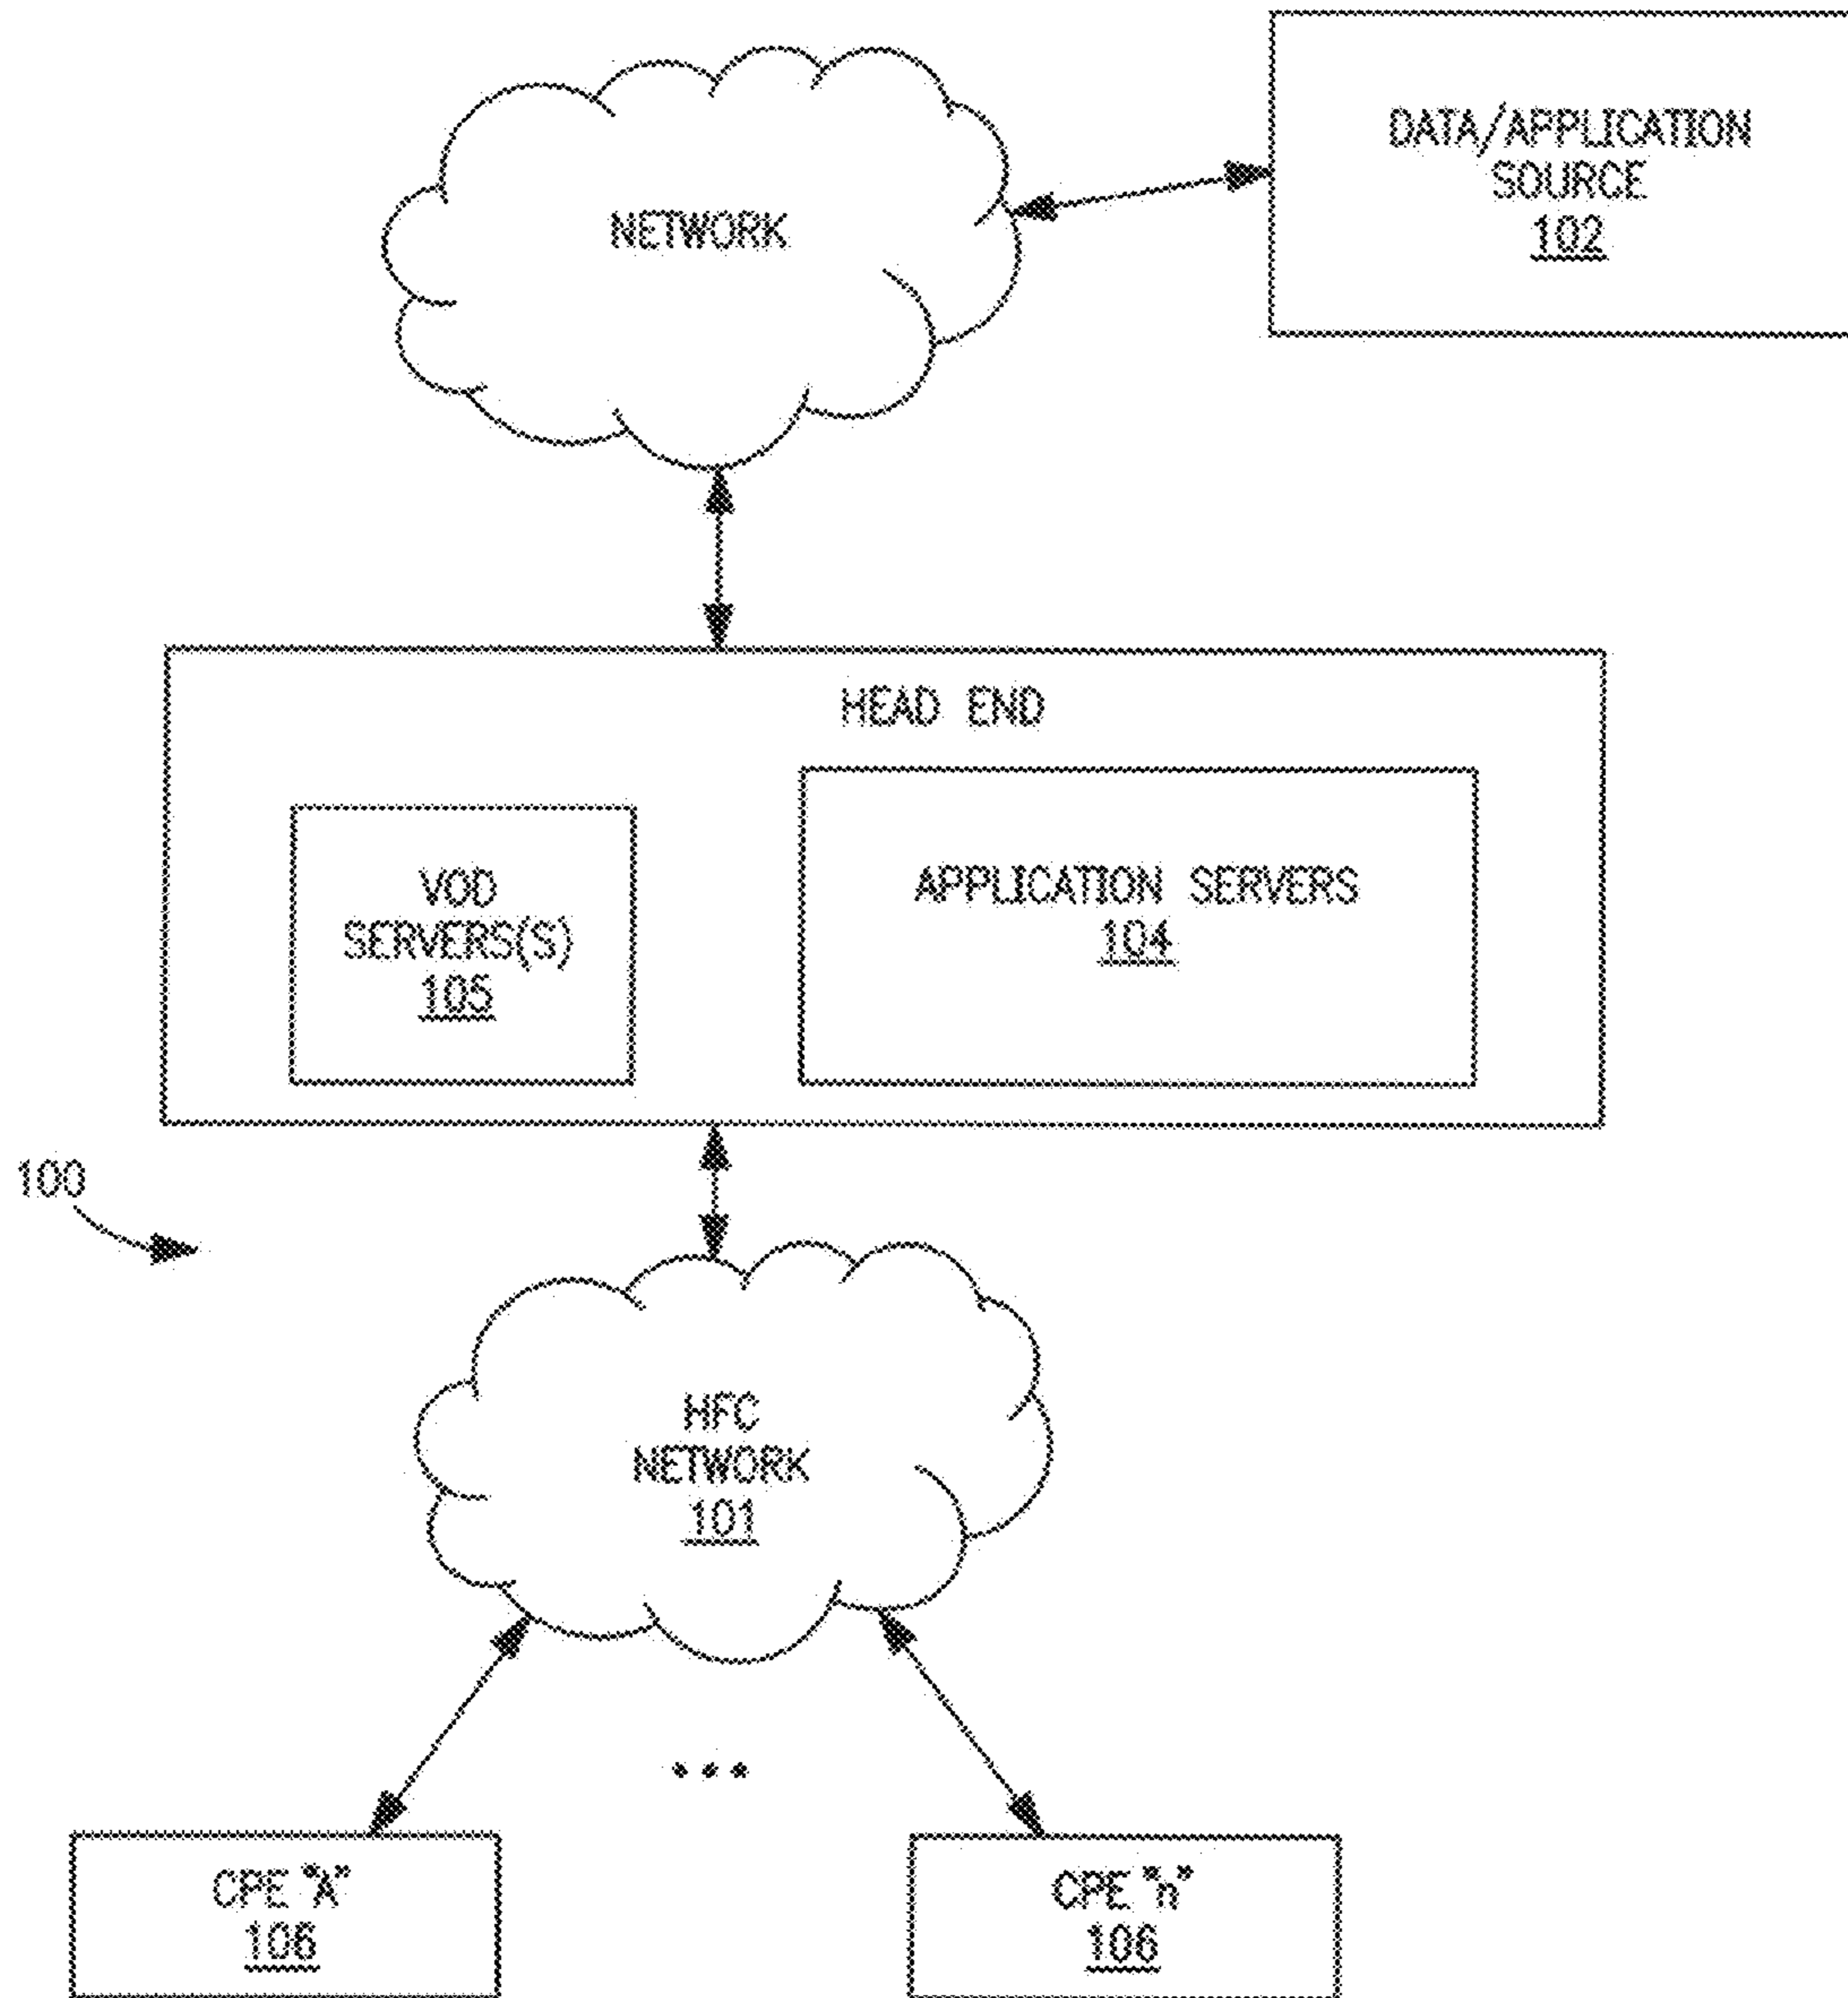 DATA/APPLICATION
SOURCE
102
NETWORK
HEAD END
VOD
SERVERS(S)
105
APPLICATION SERVERS
104
100
HFC
NETWORK
101
CPE "A"
106
CPE "n"
106